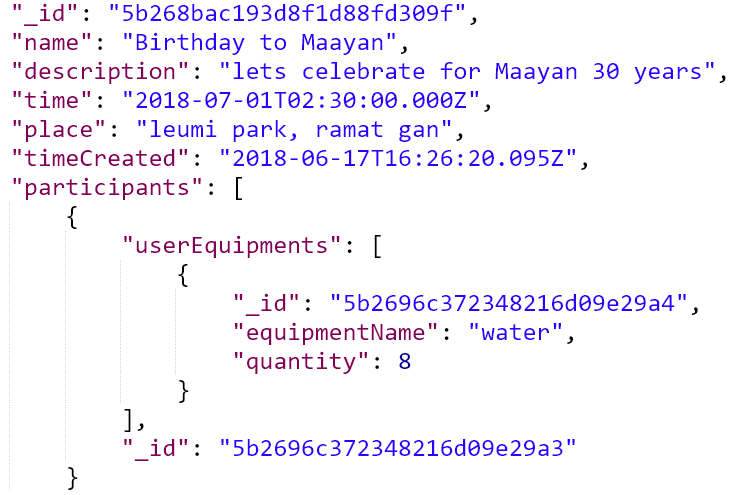 "_id": "5b268bac193d8f1d88fd309f",
"name": "Birthday to Maayan",
"description": "lets celebrate for Maayan 30 years",
"time": "2018-07-01T02:30:00.000Z",
"place": "leumi park, ramat gan",
"timeCreated": "2018-06-17T16:26:20.095Z",
"participants": [
    {
        "userEquipments": [
            {
                "_id": "5b2696c372348216d09e29a4",
                "equipmentName": "water",
                "quantity": 8
            }
        ],
        "_id": "5b2696c372348216d09e29a3"
    }